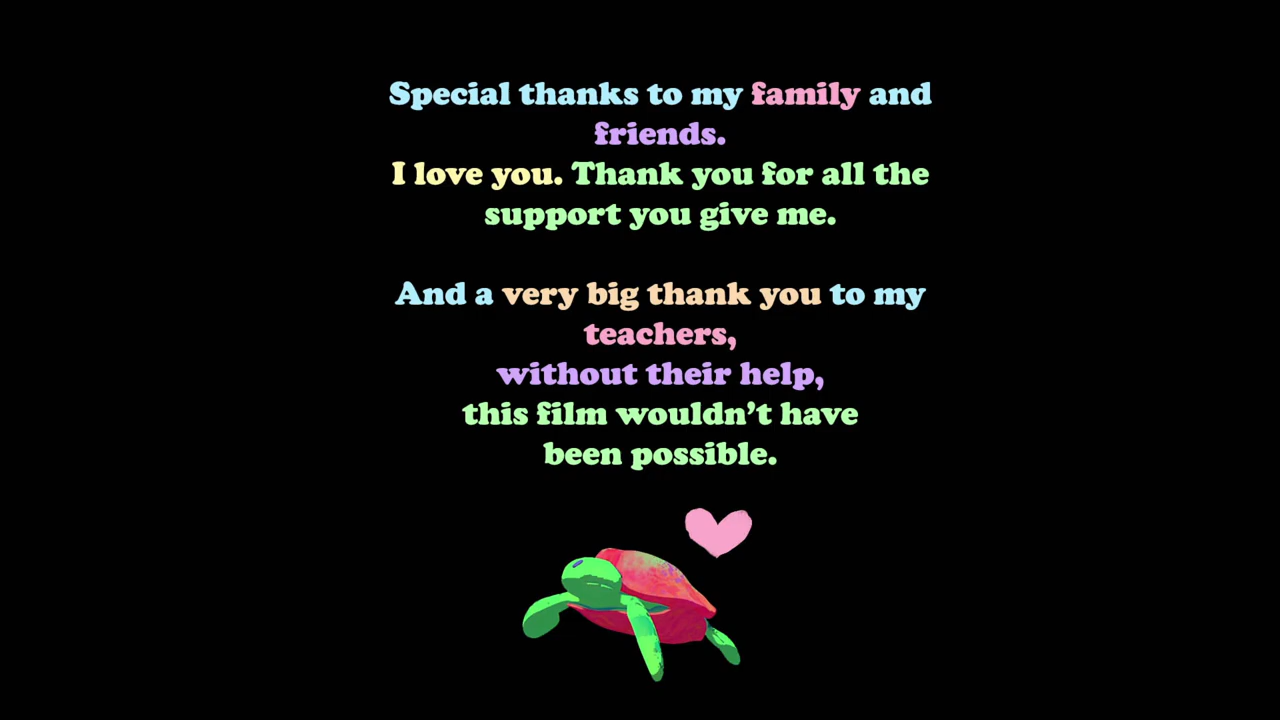 Special thanks to my family and
friends.
I love you. Thank you for all the
support you give me.
And a very big thank you to my
teachers,
without their help,
this film wouldn’t have
been possible.